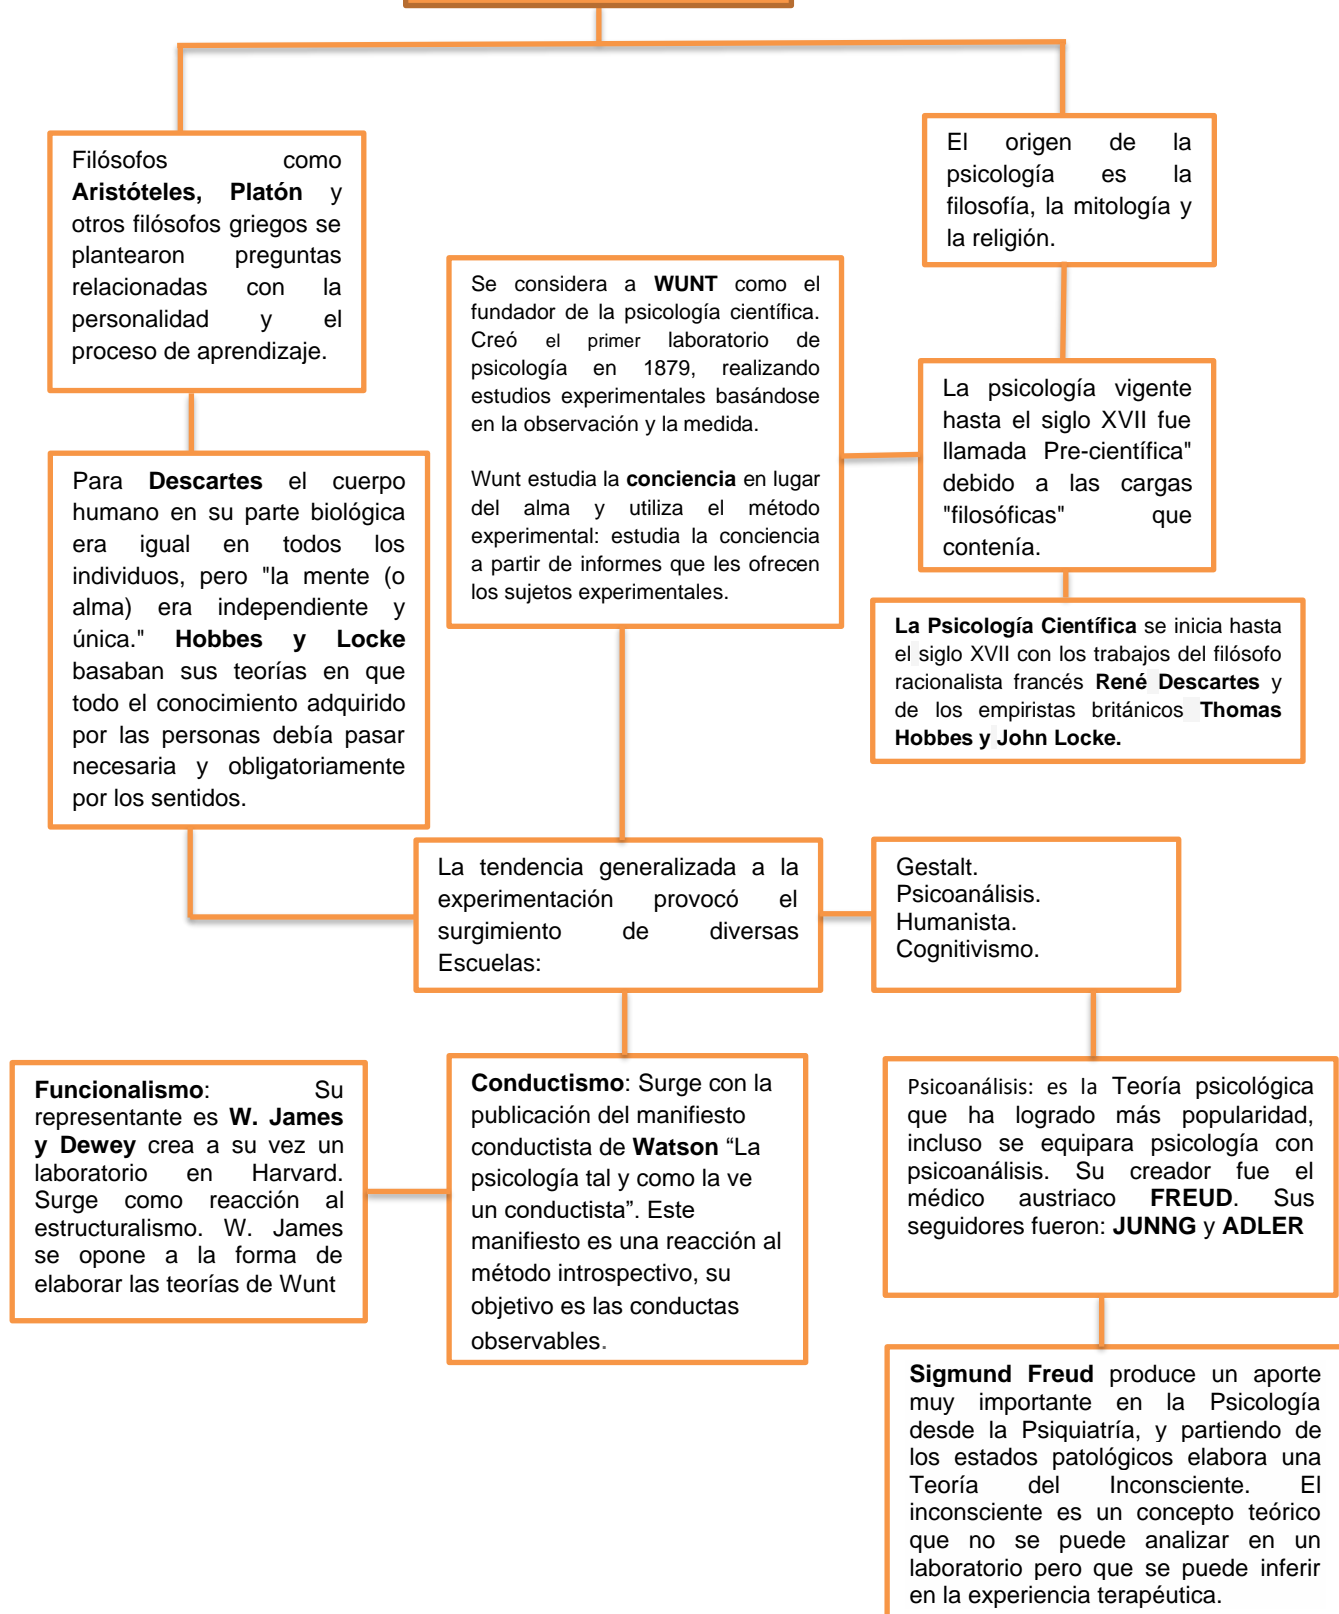 Filósofos como
Aristóteles, Platón y
otros filósofos griegos se
plantearon preguntas
relacionadas con la
personalidad y el
proceso de aprendizaje.
El origen de la
psicología es la
filosofía, la mitología y
la religión.
Se considera a WUNT como el
fundador de la psicología científica.
Creó el primer laboratorio de
psicología en 1879, realizando
estudios experimentales basándose
en la observación y la medida.
Wunt estudia la conciencia en lugar
del alma y utiliza el método
experimental: estudia la conciencia
a partir de informes que les ofrecen
los sujetos experimentales.
La psicología vigente
hasta el siglo XVII fue
llamada Pre-científica"
debido a las cargas
"filosóficas" que
contenía.
Para Descartes el cuerpo
humano en su parte biológica
era igual en todos los
individuos, pero "la mente (o
alma) era independiente y
única." Hobbes y Locke
basaban sus teorías en que
todo el conocimiento adquirido
por las personas debía pasar
necesaria y obligatoriamente
por los sentidos.
La Psicología Científica se inicia hasta
el siglo XVII con los trabajos del filósofo
racionalista francés René Descartes y
de los empiristas británicos Thomas
Hobbes y John Locke.
La tendencia generalizada a la
experimentación provocó el
surgimiento de diversas
Escuelas:
Gestalt.
Psicoanálisis.
Humanista.
Cognitivismo.
Funcionalismo: Su
representante es W. James
y Dewey crea a su vez un
laboratorio en Harvard.
Surge como reacción al
estructuralismo. W. James
se opone a la forma de
elaborar las teorías de Wunt
Conductismo: Surge con la
publicación del manifiesto
conductista de Watson “La
psicología tal y como la ve
un conductista”. Este
manifiesto es una reacción al
método introspectivo, su
objetivo es las conductas
observables.
Psicoanálisis: es la Teoría psicológica
que ha logrado más popularidad,
incluso se equipara psicología con
psicoanálisis. Su creador fue el
médico austriaco FREUD. Sus
seguidores fueron: JUNNG y ADLER
Sigmund Freud produce un aporte
muy importante en la Psicología
desde la Psiquiatría, y partiendo de
los estados patológicos elabora una
Teoría del Inconsciente. El
inconsciente es un concepto teórico
que no se puede analizar en un
laboratorio pero que se puede inferir
en la experiencia terapéutica.